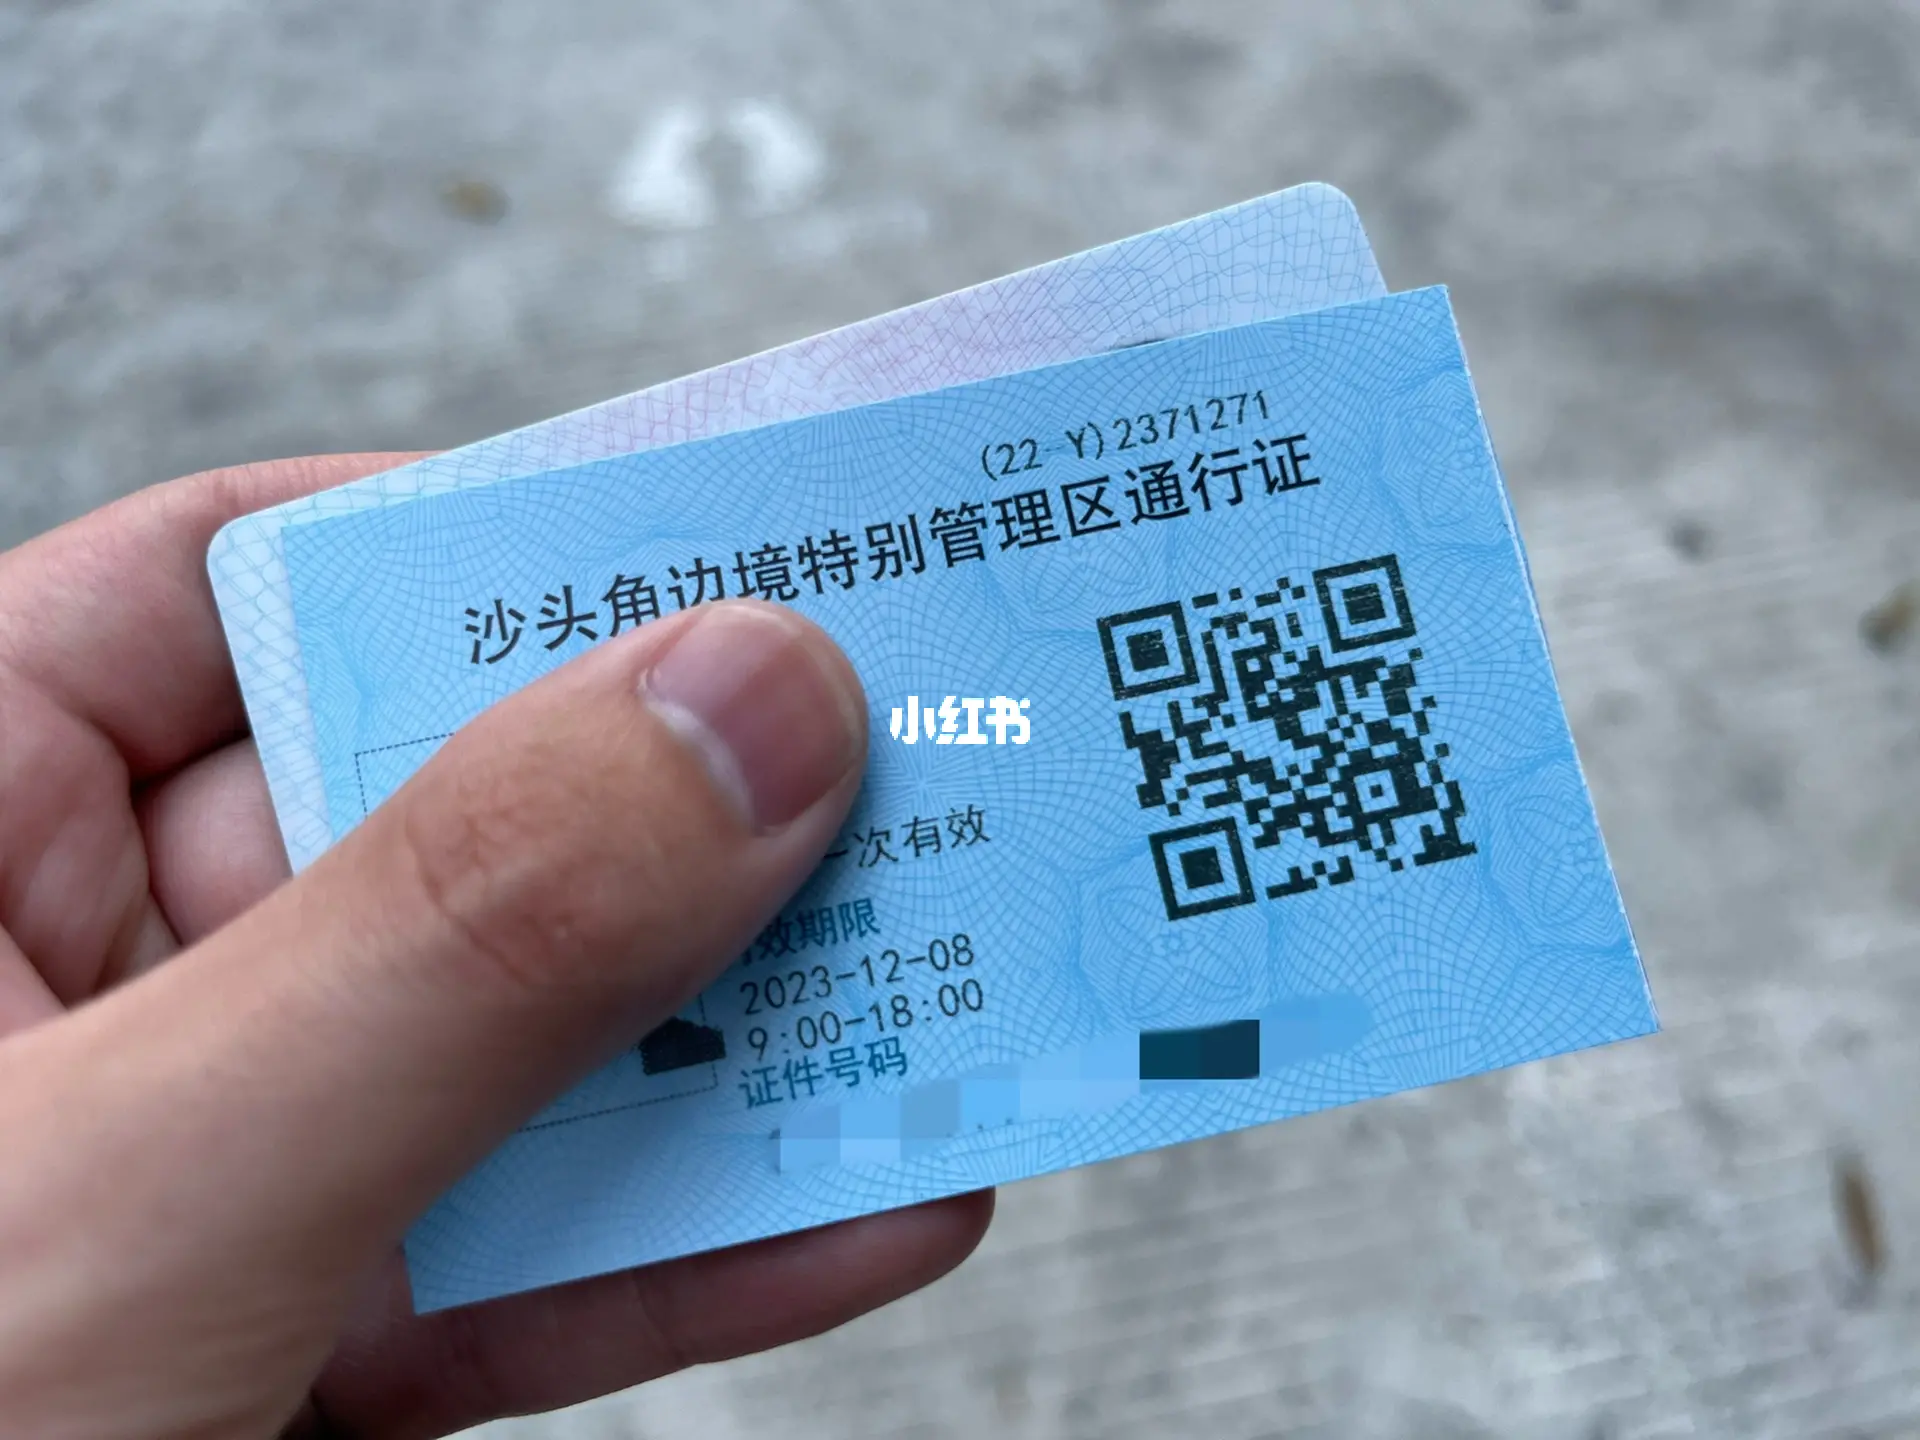 (22-Y)2371271
沙头角边境特别管理区通行证
小红书
次有效
效期限
2023-12-08
9:00-18:00
证件号码